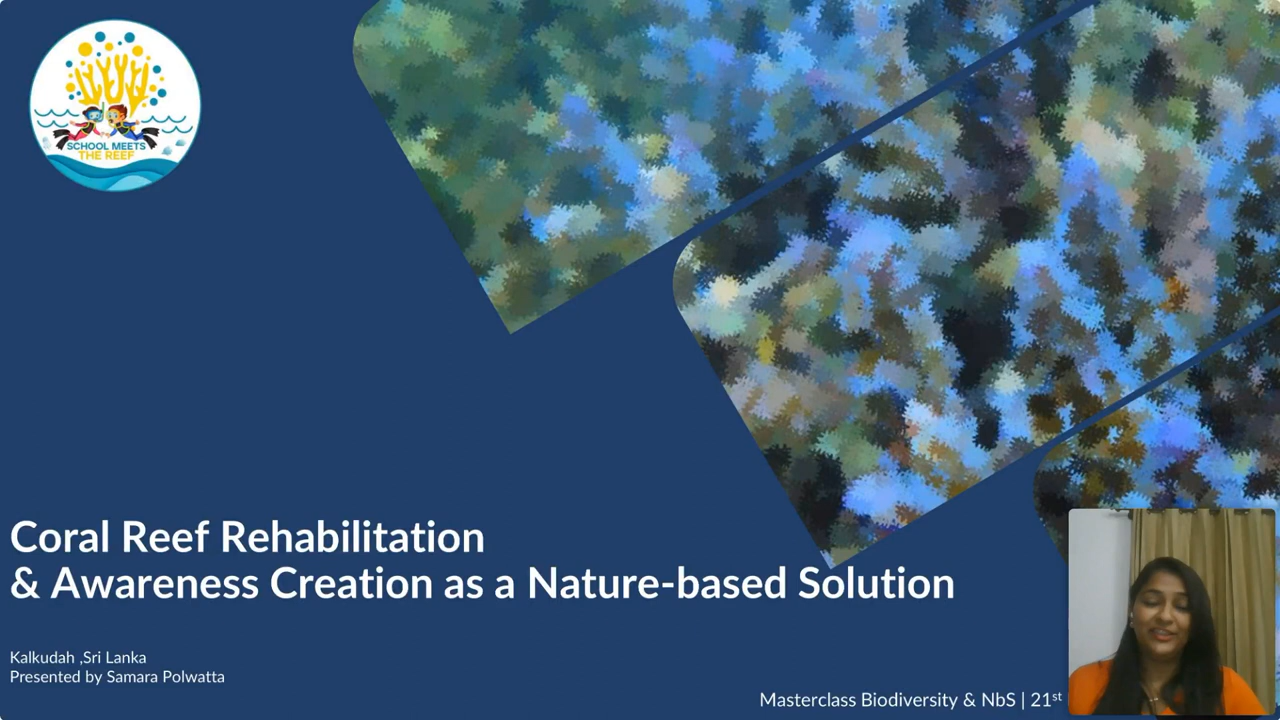 SCHOOL MEETS
THE REEF
Coral Reef Rehabilitation
& Awareness Creation as a Nature-based Solution
Kalkudah ,Sri Lanka
Presented by Samara Polwatta
Masterclass Biodiversity & NbS | 21st